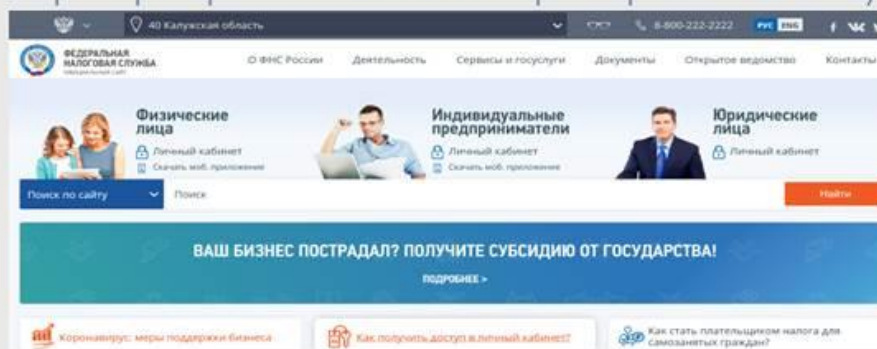 40 Калужская область
8-800-222-2222
РУС ENG
ФЕДЕРАЛЬНАЯ
НАЛОГОВАЯ СЛУЖБА
О ФНС России
Деятельность
Сервисы и госуслуги
Документы
Открытое ведомство
Контакты
Физические
лица
Личный кабинет
Скачать моб. приложение
Индивидуальные
предприниматели
Личный кабинет
Скачать моб. приложение
Юридические
лица
Личный кабинет
Поиск по сайту
Поиск
Найти
ВАШ БИЗНЕС ПОСТРАДАЛ? ПОЛУЧИТЕ СУБСИДИЮ ОТ ГОСУДАРСТВА!
ПОДРОБНЕЕ >
Коронавирус: меры поддержки бизнеса
Как получить доступ в личный кабинет?
Как стать плательщиком налога для
самозанятых граждан?